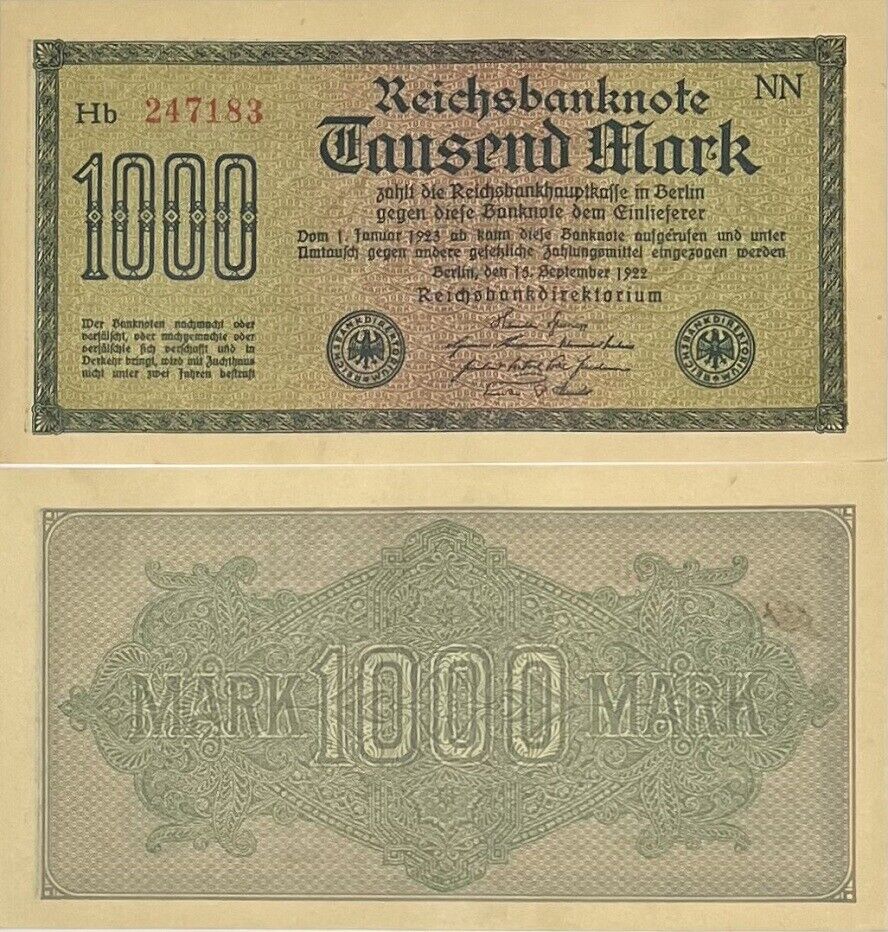 Hb 247183
NN
1000
Reichsbanknote
Tausend Mark
zahlt die Reichsbankhauptkasse in Berlin
gegen diese Banknote dem Einlieferer
Vom 1. Januar 1923 ab kann diese Banknote aufgerufen und unter
Umtausch gegen andere gesetzliche Zahlungsmittel eingezogen werden
Berlin, den 15. September 1922
Reichsbankdirektorium
Wer Banknoten nachmacht oder
verfälscht, oder nachgemachte oder
verfälschte sich verschafft und in
Verkehr bringt, wird mit Zuchthaus
nicht unter zwei Jahren bestraft
REICHSBANKDIREKTORIUM
REICHSBANKDIREKTORIUM
MARK 1000 MARK